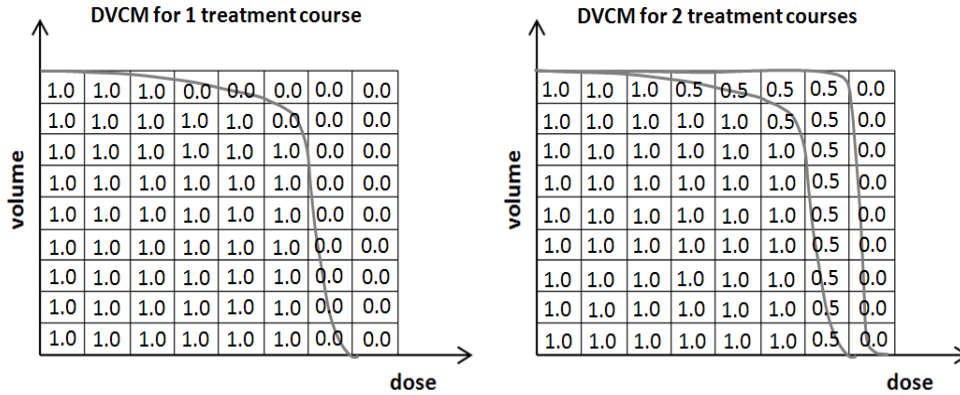 DVCM for 1 treatment course
volume
1.0 1.0 1.0 0.0 0.0 0.0 0.0 0.0
1.0 1.0 1.0 1.0 1.0 0.0 0.0 0.0
1.0 1.0 1.0 1.0 1.0 1.0 0.0 0.0
1.0 1.0 1.0 1.0 1.0 1.0 0.0 0.0
1.0 1.0 1.0 1.0 1.0 1.0 0.0 0.0
1.0 1.0 1.0 1.0 1.0 1.0 0.0 0.0
1.0 1.0 1.0 1.0 1.0 1.0 0.0 0.0
1.0 1.0 1.0 1.0 1.0 1.0 0.0 0.0
1.0 1.0 1.0 1.0 1.0 1.0 0.0 0.0
dose
DVCM for 2 treatment courses
volume
1.0 1.0 1.0 0.5 0.5 0.5 0.5 0.0
1.0 1.0 1.0 1.0 1.0 0.5 0.5 0.0
1.0 1.0 1.0 1.0 1.0 1.0 0.5 0.0
1.0 1.0 1.0 1.0 1.0 1.0 0.5 0.0
1.0 1.0 1.0 1.0 1.0 1.0 0.5 0.0
1.0 1.0 1.0 1.0 1.0 1.0 0.5 0.0
1.0 1.0 1.0 1.0 1.0 1.0 0.5 0.0
1.0 1.0 1.0 1.0 1.0 1.0 0.5 0.0
1.0 1.0 1.0 1.0 1.0 1.0 0.5 0.0
dose